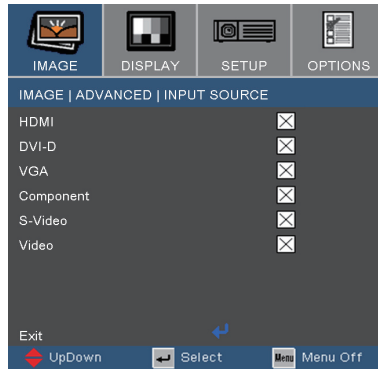 IMAGE DISPLAY SETUP OPTIONS
IMAGE | ADVANCED | INPUT SOURCE
HDMI
DVI-D
VGA
Component
S-Video
Video
Exit
UpDown Select Menu Menu Off